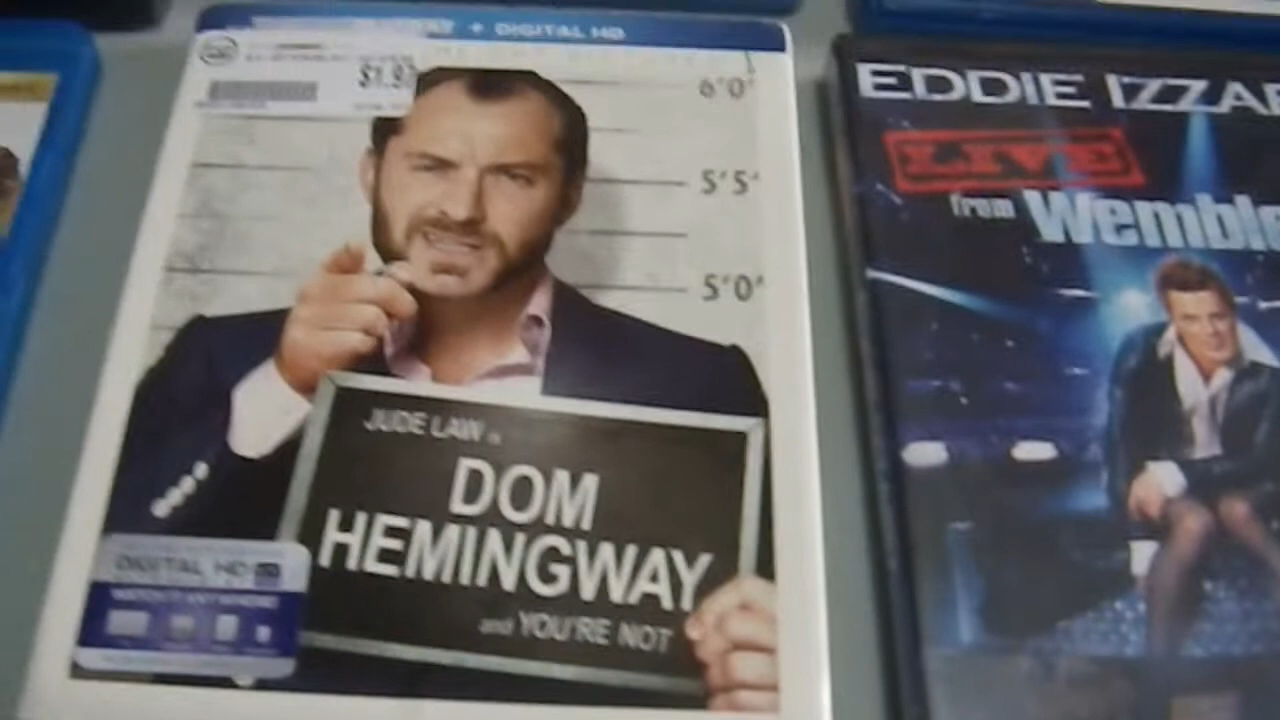 + DIGITAL HD
$1.97
6'0"
5'5"
5'0"
JUDE LAW is
DOM
HEMINGWAY
and YOU'RE NOT
DIGITAL HD
EDDIE IZZAR
LIVE
from Wemble